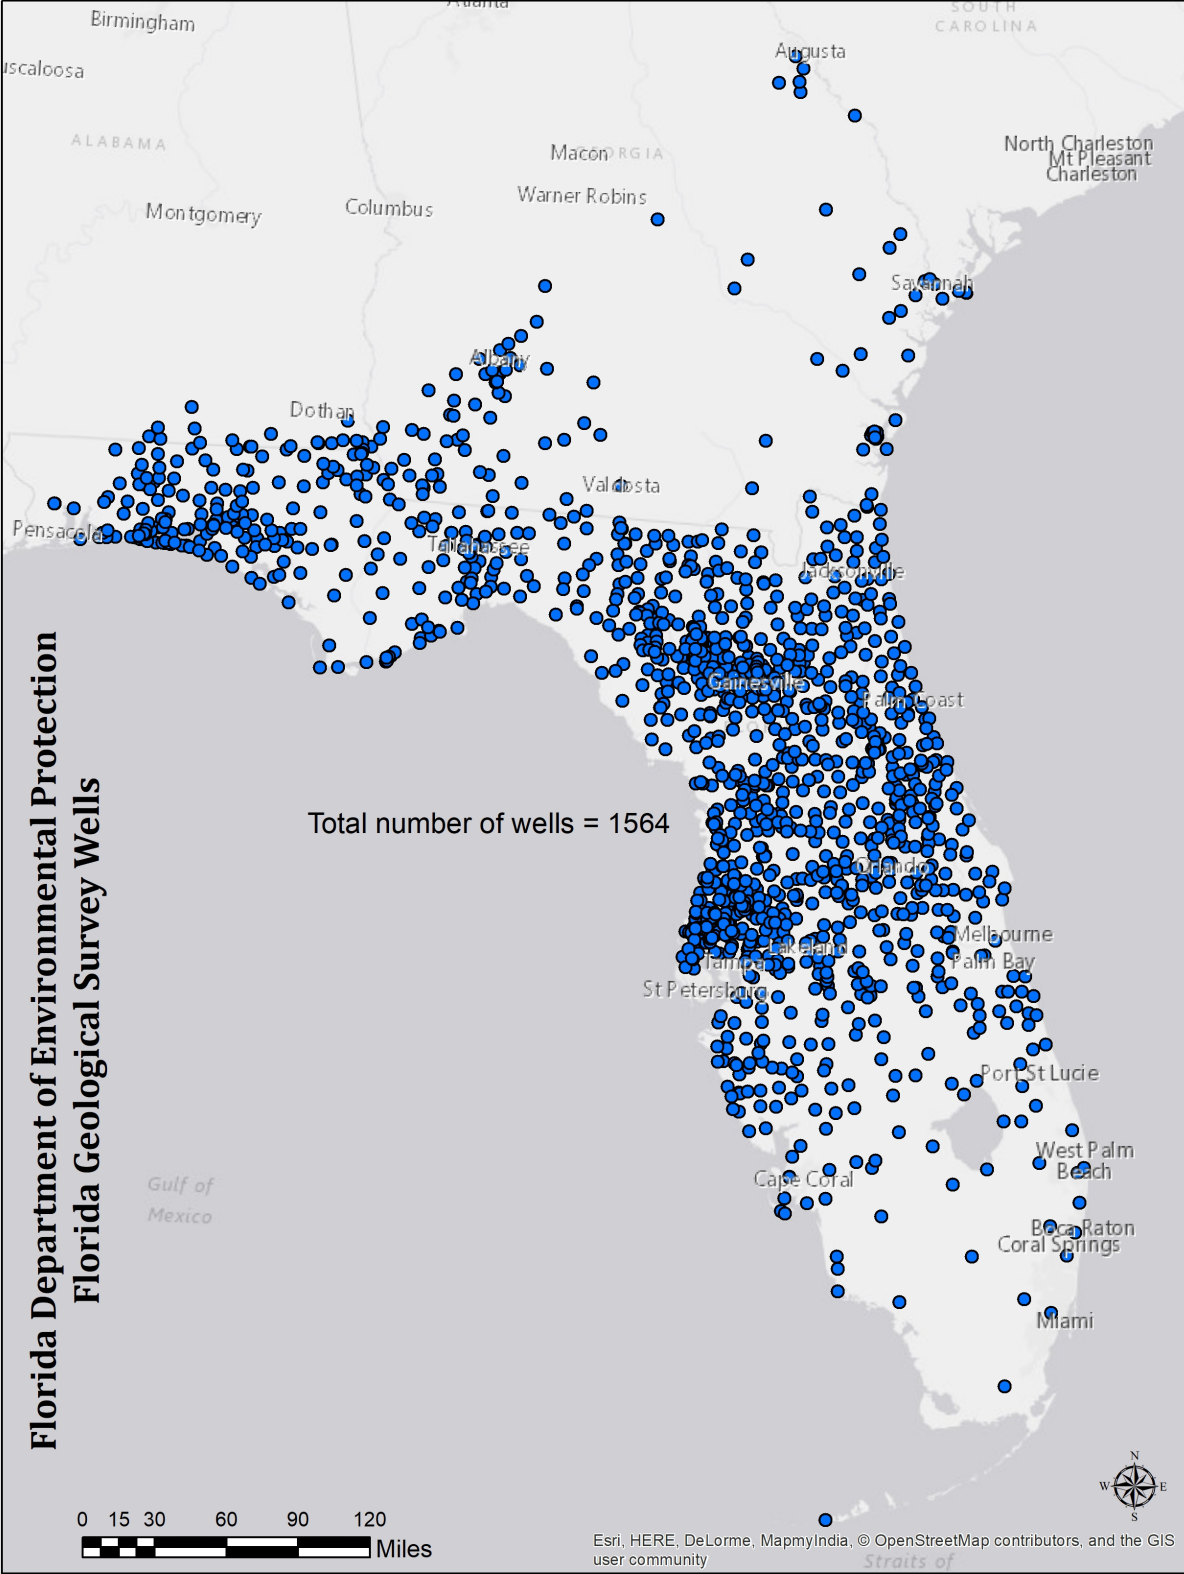 Atlanta
SOUTH
CAROLINA
Birmingham
Augusta
uscaloosa
ALABAMA
Macon
GEORGIA
North Charleston
Mt Pleasant
Charleston
Warner Robins
Montgomery
Columbus
Savannah
Albany
Dothan
Valdosta
Pensacola
Tallahassee
Jacksonville
Gainesville
Palm Coast
Florida Department of Environmental Protection
Florida Geological Survey Wells
Total number of wells = 1564
Orlando
Melbourne
Lakeland
Tampa
Palm Bay
St Petersburg
Port St Lucie
West Palm
Beach
Cape Coral
Gulf of
Mexico
Boca Raton
Coral Springs
Miami
N
W
E
S
0 15 30 60 90 120
Miles
Esri, HERE, DeLorme, MapmyIndia, © OpenStreetMap contributors, and the GIS
user community
Straits of